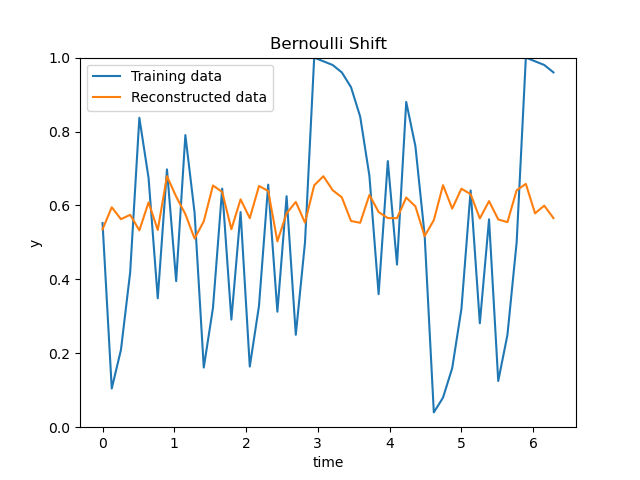 Bernoulli Shift
Training data
Reconstructed data
1.0
0.8
0.6
0.4
0.2
0.0
y
0 1 2 3 4 5 6
time